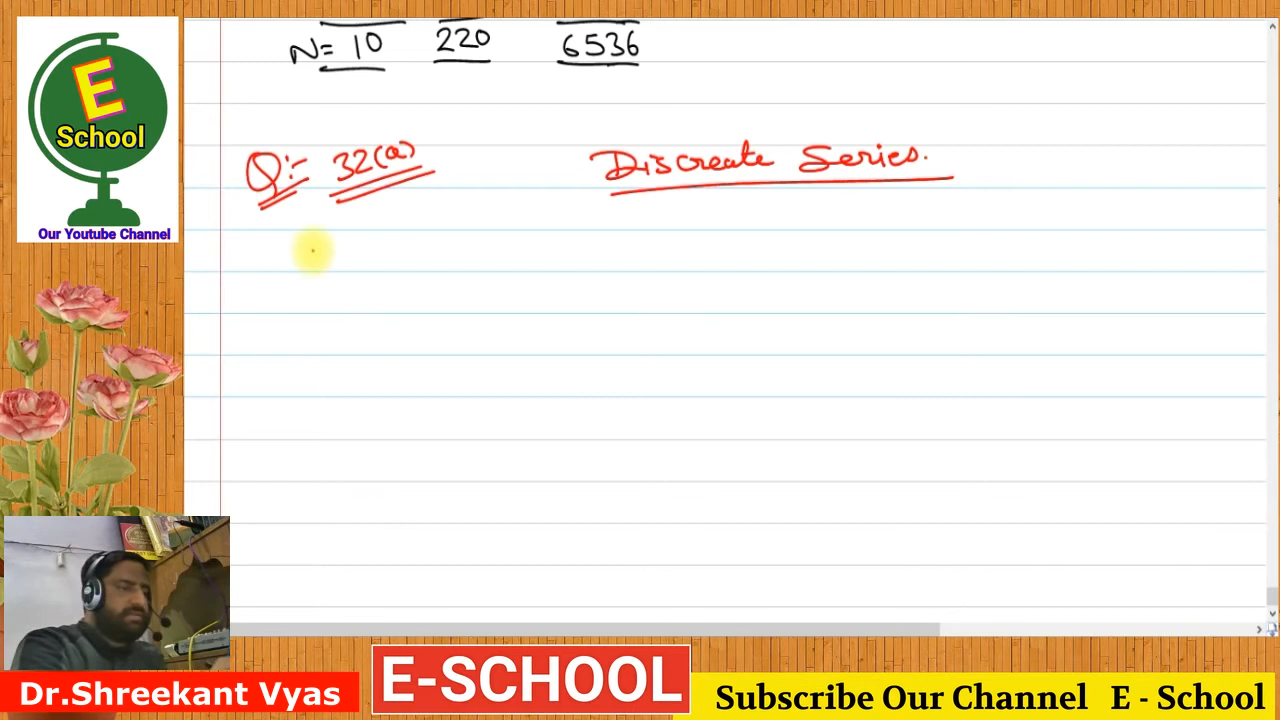 N= 10 220 6536
E
School
Our Youtube Channel
Q:- 32(a) Discreate Series.
Dr.Shreekant Vyas
E-SCHOOL
Subscribe Our Channel E - School